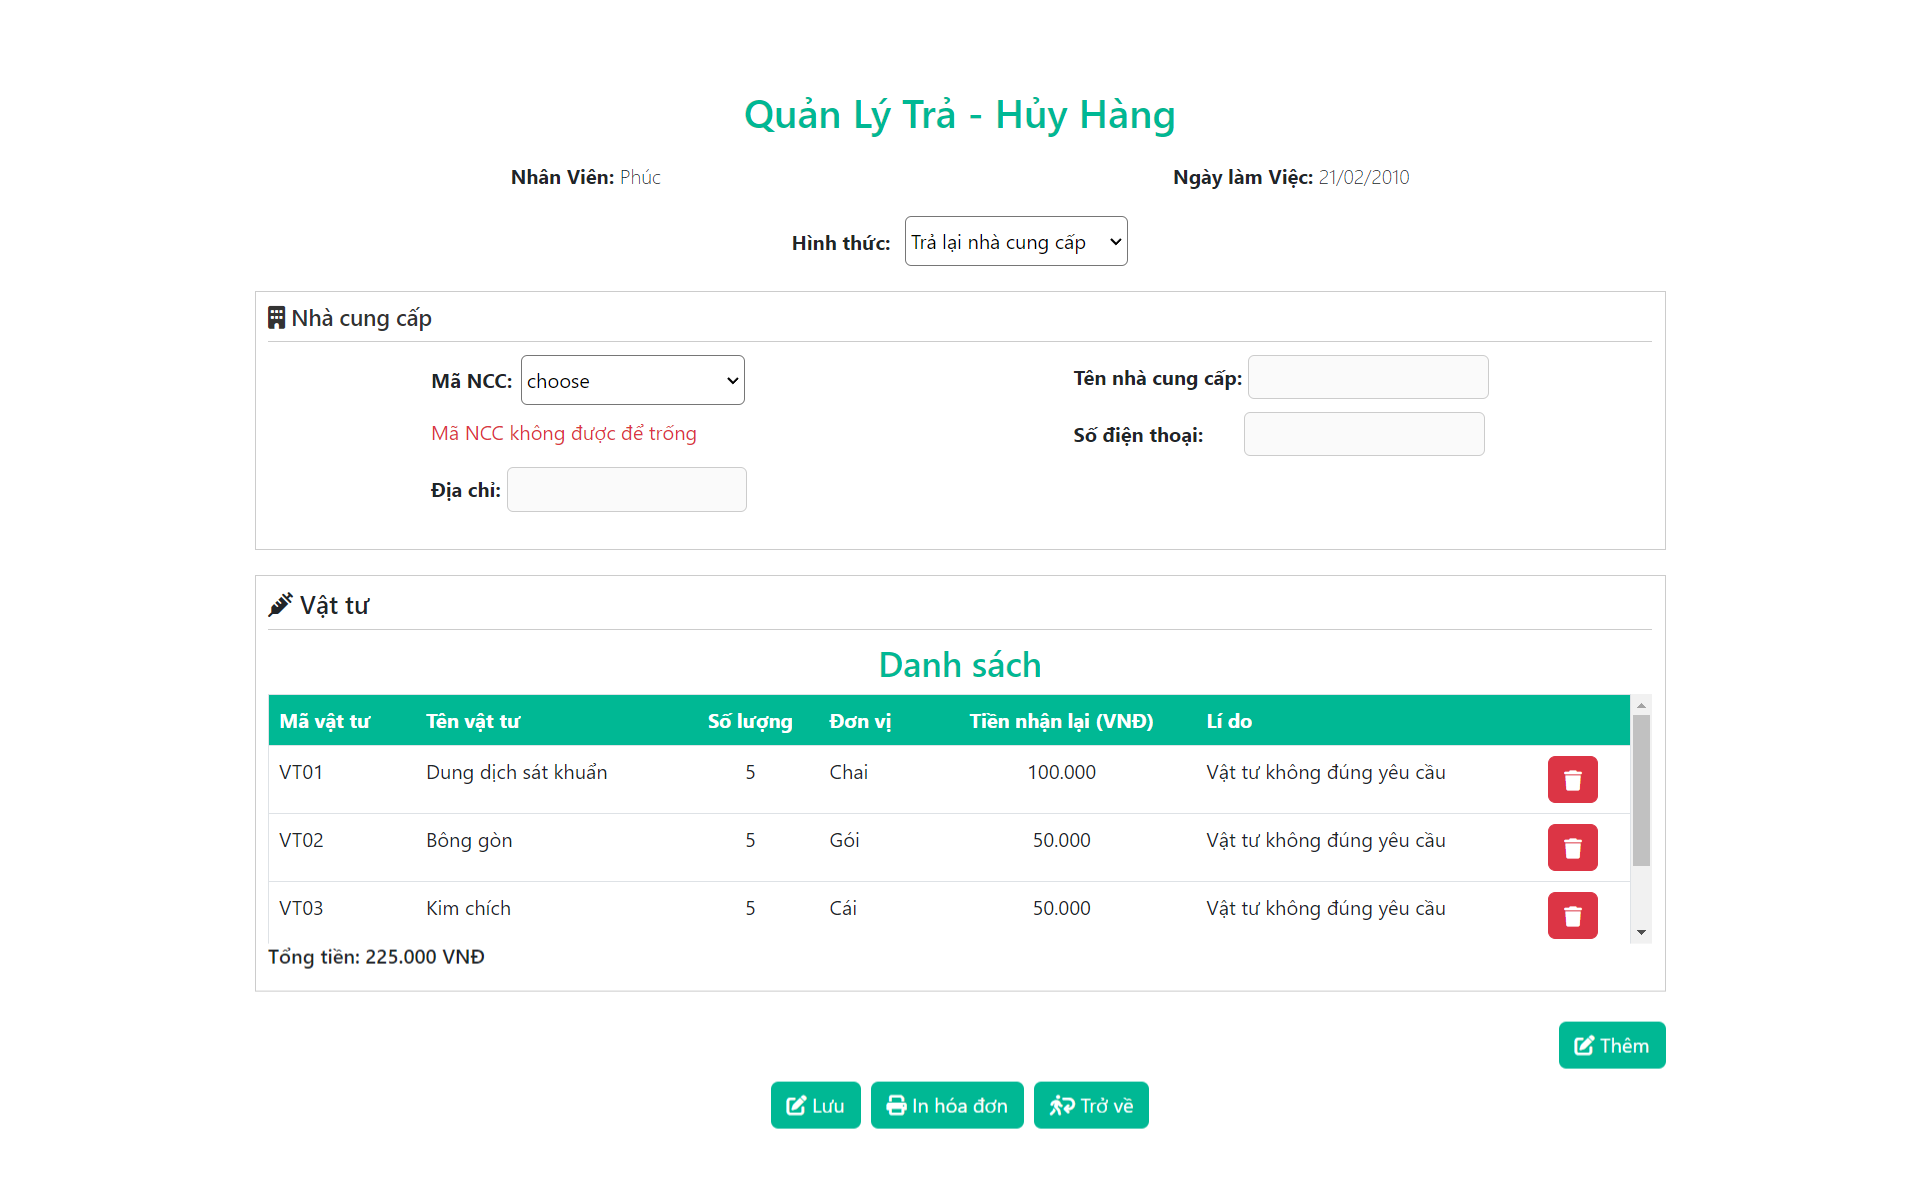 Quản Lý Trả - Hủy Hàng
Nhân Viên: Phúc
Ngày làm Việc: 21/02/2010
Hình thức: Trả lại nhà cung cấp
Nhà cung cấp
Mã NCC: choose
Tên nhà cung cấp:
Mã NCC không được để trống
Số điện thoại:
Địa chỉ:
Vật tư
Danh sách
Mã vật tư Tên vật tư Số lượng Đơn vị Tiền nhận lại (VNĐ) Lí do
VT01 Dung dịch sát khuẩn 5 Chai 100.000 Vật tư không đúng yêu cầu
VT02 Bông gòn 5 Gói 50.000 Vật tư không đúng yêu cầu
VT03 Kim chích 5 Cái 50.000 Vật tư không đúng yêu cầu
Tổng tiền: 225.000 VNĐ
Thêm
Lưu
In hóa đơn
Trở về